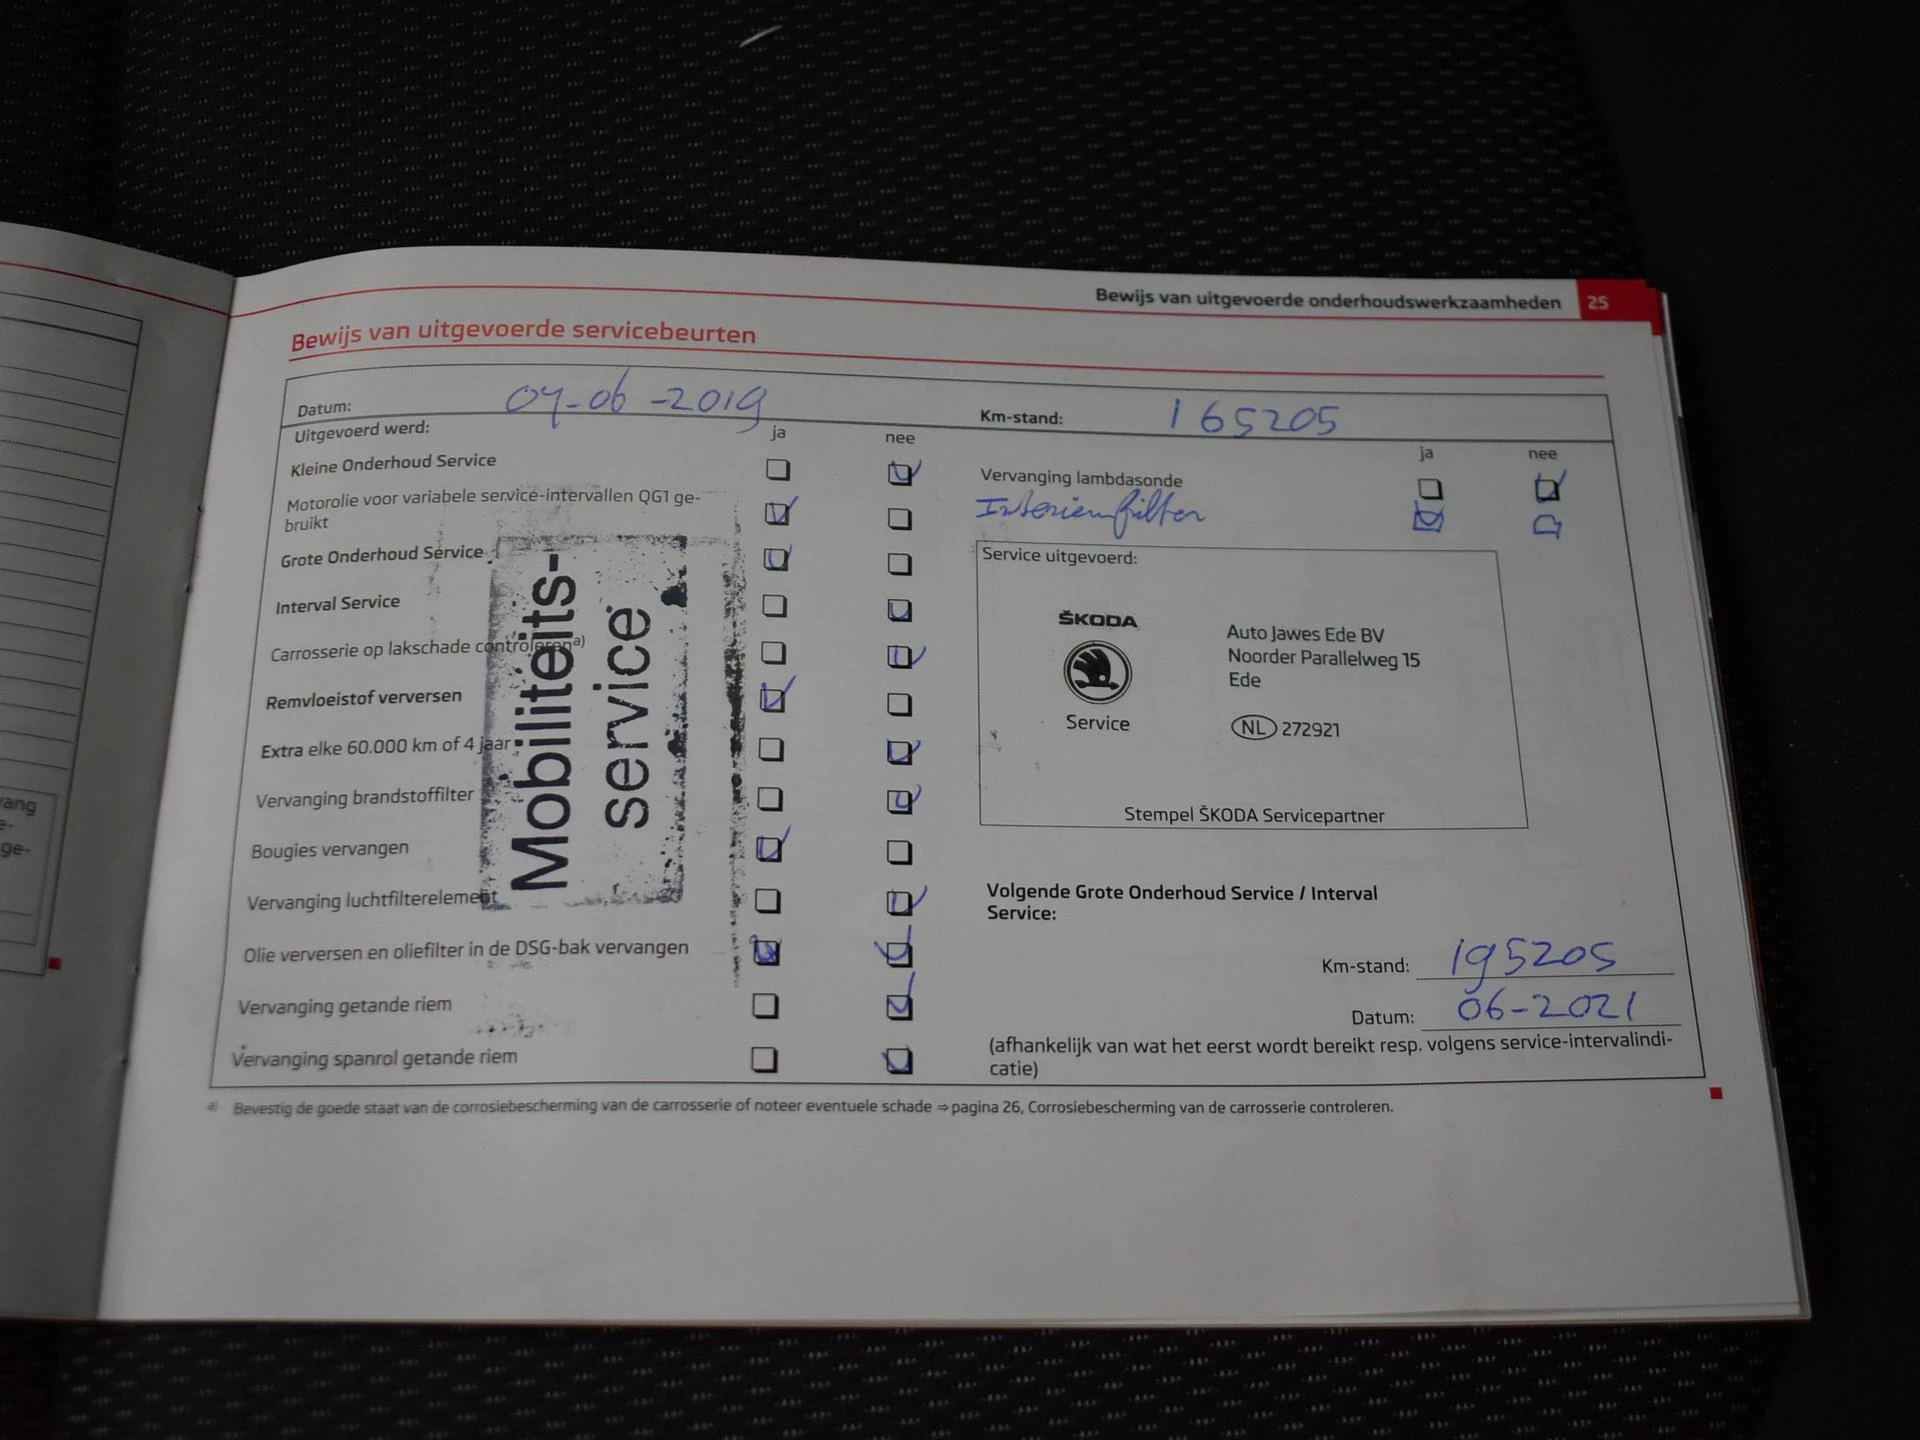 Bewijs van uitgevoerde onderhoudswerkzaamheden 25
Bewijs van uitgevoerde servicebeurten
Datum: 04-06-2019
Km-stand: 165205
Uitgevoerd werd: ja nee
Kleine Onderhoud Service
Motorolie voor variabele service-intervallen QG1 ge-
bruikt
Grote Onderhoud Service
Interval Service
Carrosserie op lakschade controleren a)
Remvloeistof verversen
Extra elke 60.000 km of 4 jaar
Vervanging brandstoffilter
Bougies vervangen
Vervanging luchtfilterelement
Olie verversen en oliefilter in de DSG-bak vervangen
Vervanging getande riem
Vervanging spanrol getande riem
Mobiliteits-
service
ja nee
Vervanging lambdasonde
Interieurfilter
Service uitgevoerd:
ŠKODA
Service
Auto Jawes Ede BV
Noorder Parallelweg 15
Ede
NL 272921
Stempel ŠKODA Servicepartner
Volgende Grote Onderhoud Service / Interval
Service:
Km-stand: 195205
Datum: 06-2021
(afhankelijk van wat het eerst wordt bereikt resp. volgens service-intervalindi-
catie)
a) Bevestig de goede staat van de corrosiebescherming van de carrosserie of noteer eventuele schade ⇒ pagina 26, Corrosiebescherming van de carrosserie controleren.